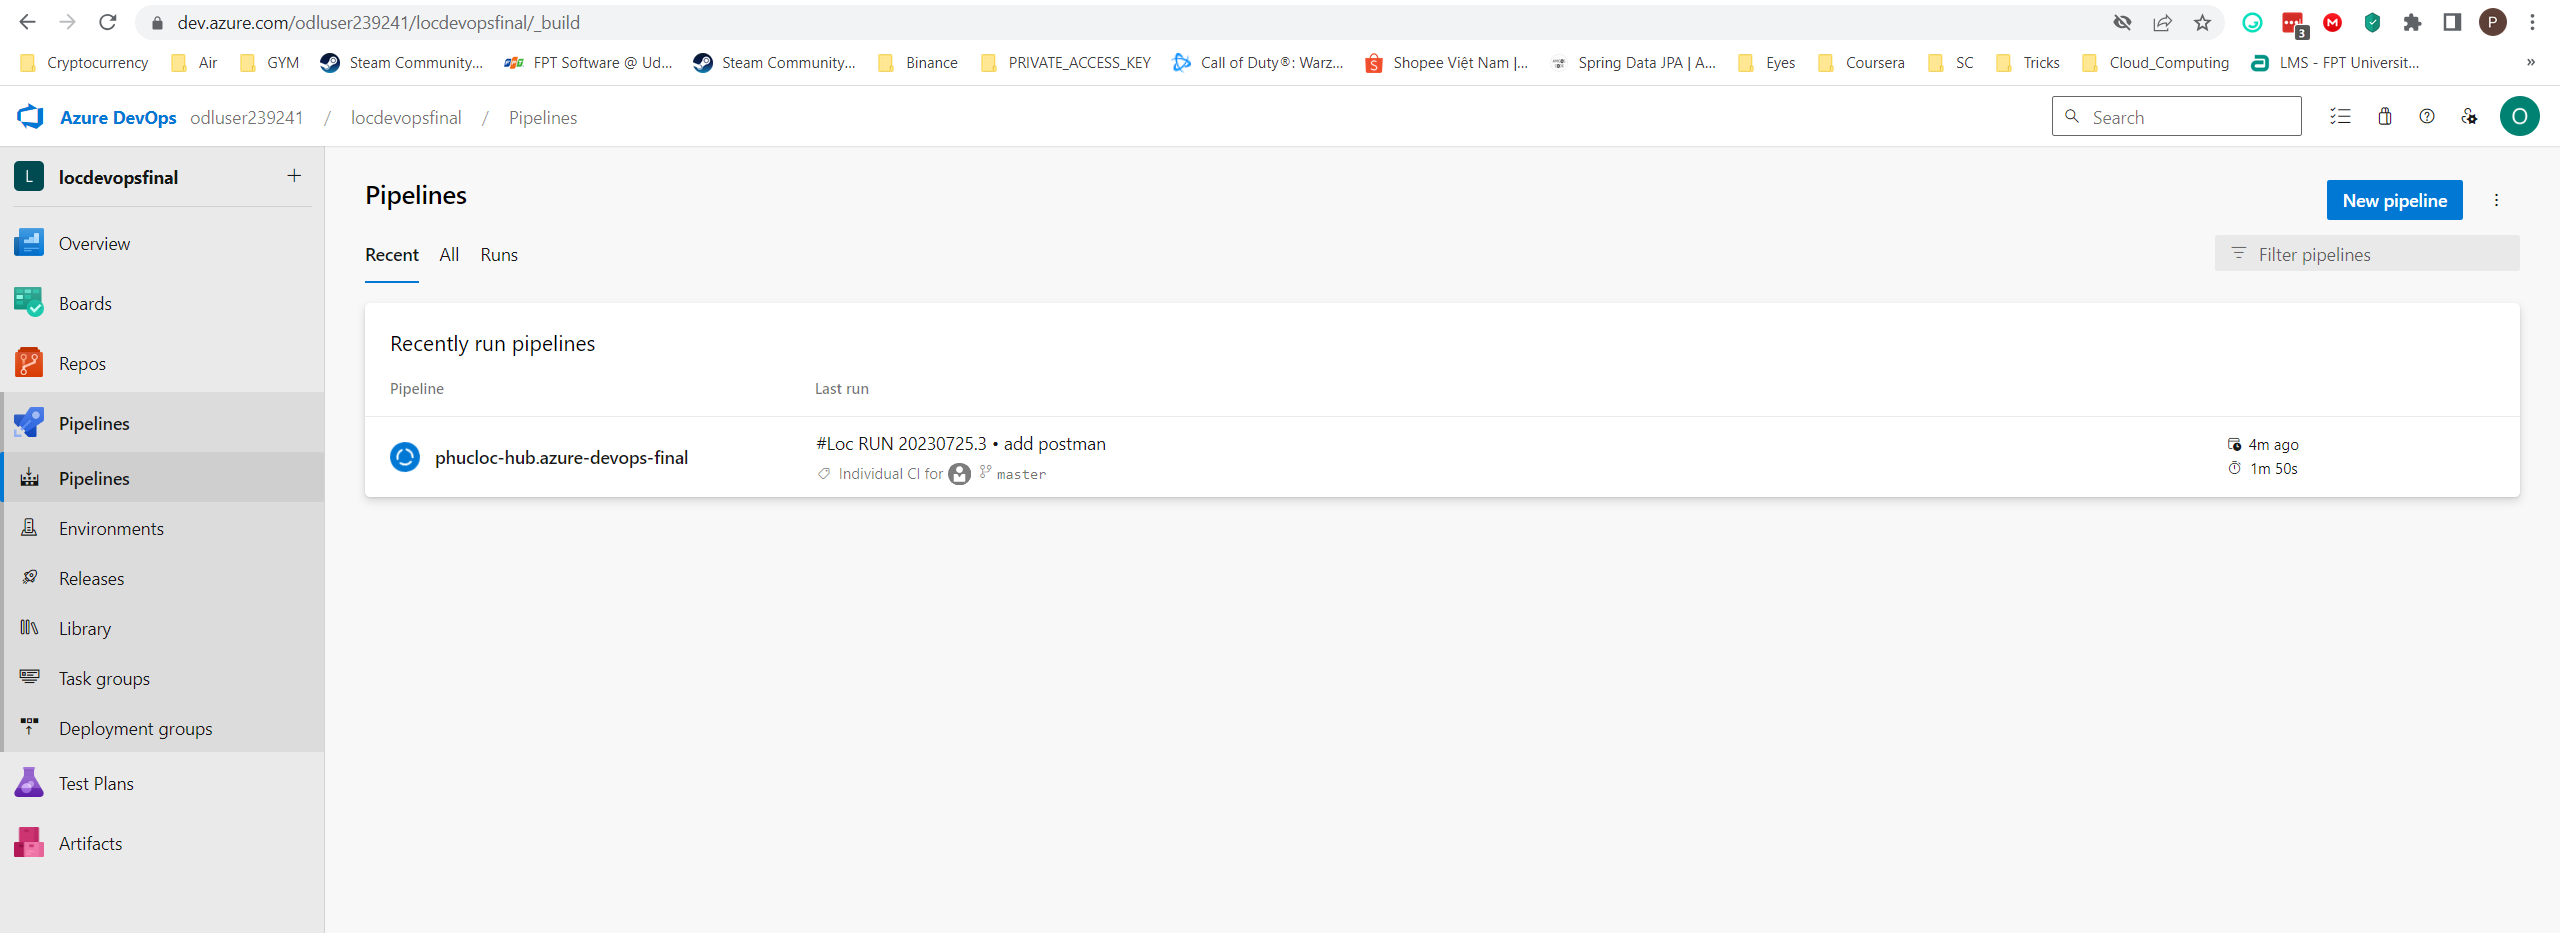 dev.azure.com/odluser239241/locdevopsfinal/_build
3
P
Cryptocurrency
Air
GYM
Steam Community...
FPT Software @ Ud...
Steam Community...
Binance
PRIVATE_ACCESS_KEY
Call of Duty®: Warz...
Shopee Việt Nam |...
Spring Data JPA | A...
Eyes
Coursera
SC
Tricks
Cloud_Computing
LMS - FPT Universit...
»
Azure DevOps odluser239241 / locdevopsfinal / Pipelines
Search
O
L locdevopsfinal
Overview
Boards
Repos
Pipelines
Pipelines
Environments
Releases
Library
Task groups
Deployment groups
Test Plans
Artifacts
Pipelines
New pipeline
Recent All Runs
Filter pipelines
Recently run pipelines
Pipeline Last run
phucloc-hub.azure-devops-final
#Loc RUN 20230725.3 • add postman
Individual CI for master
4m ago
1m 50s